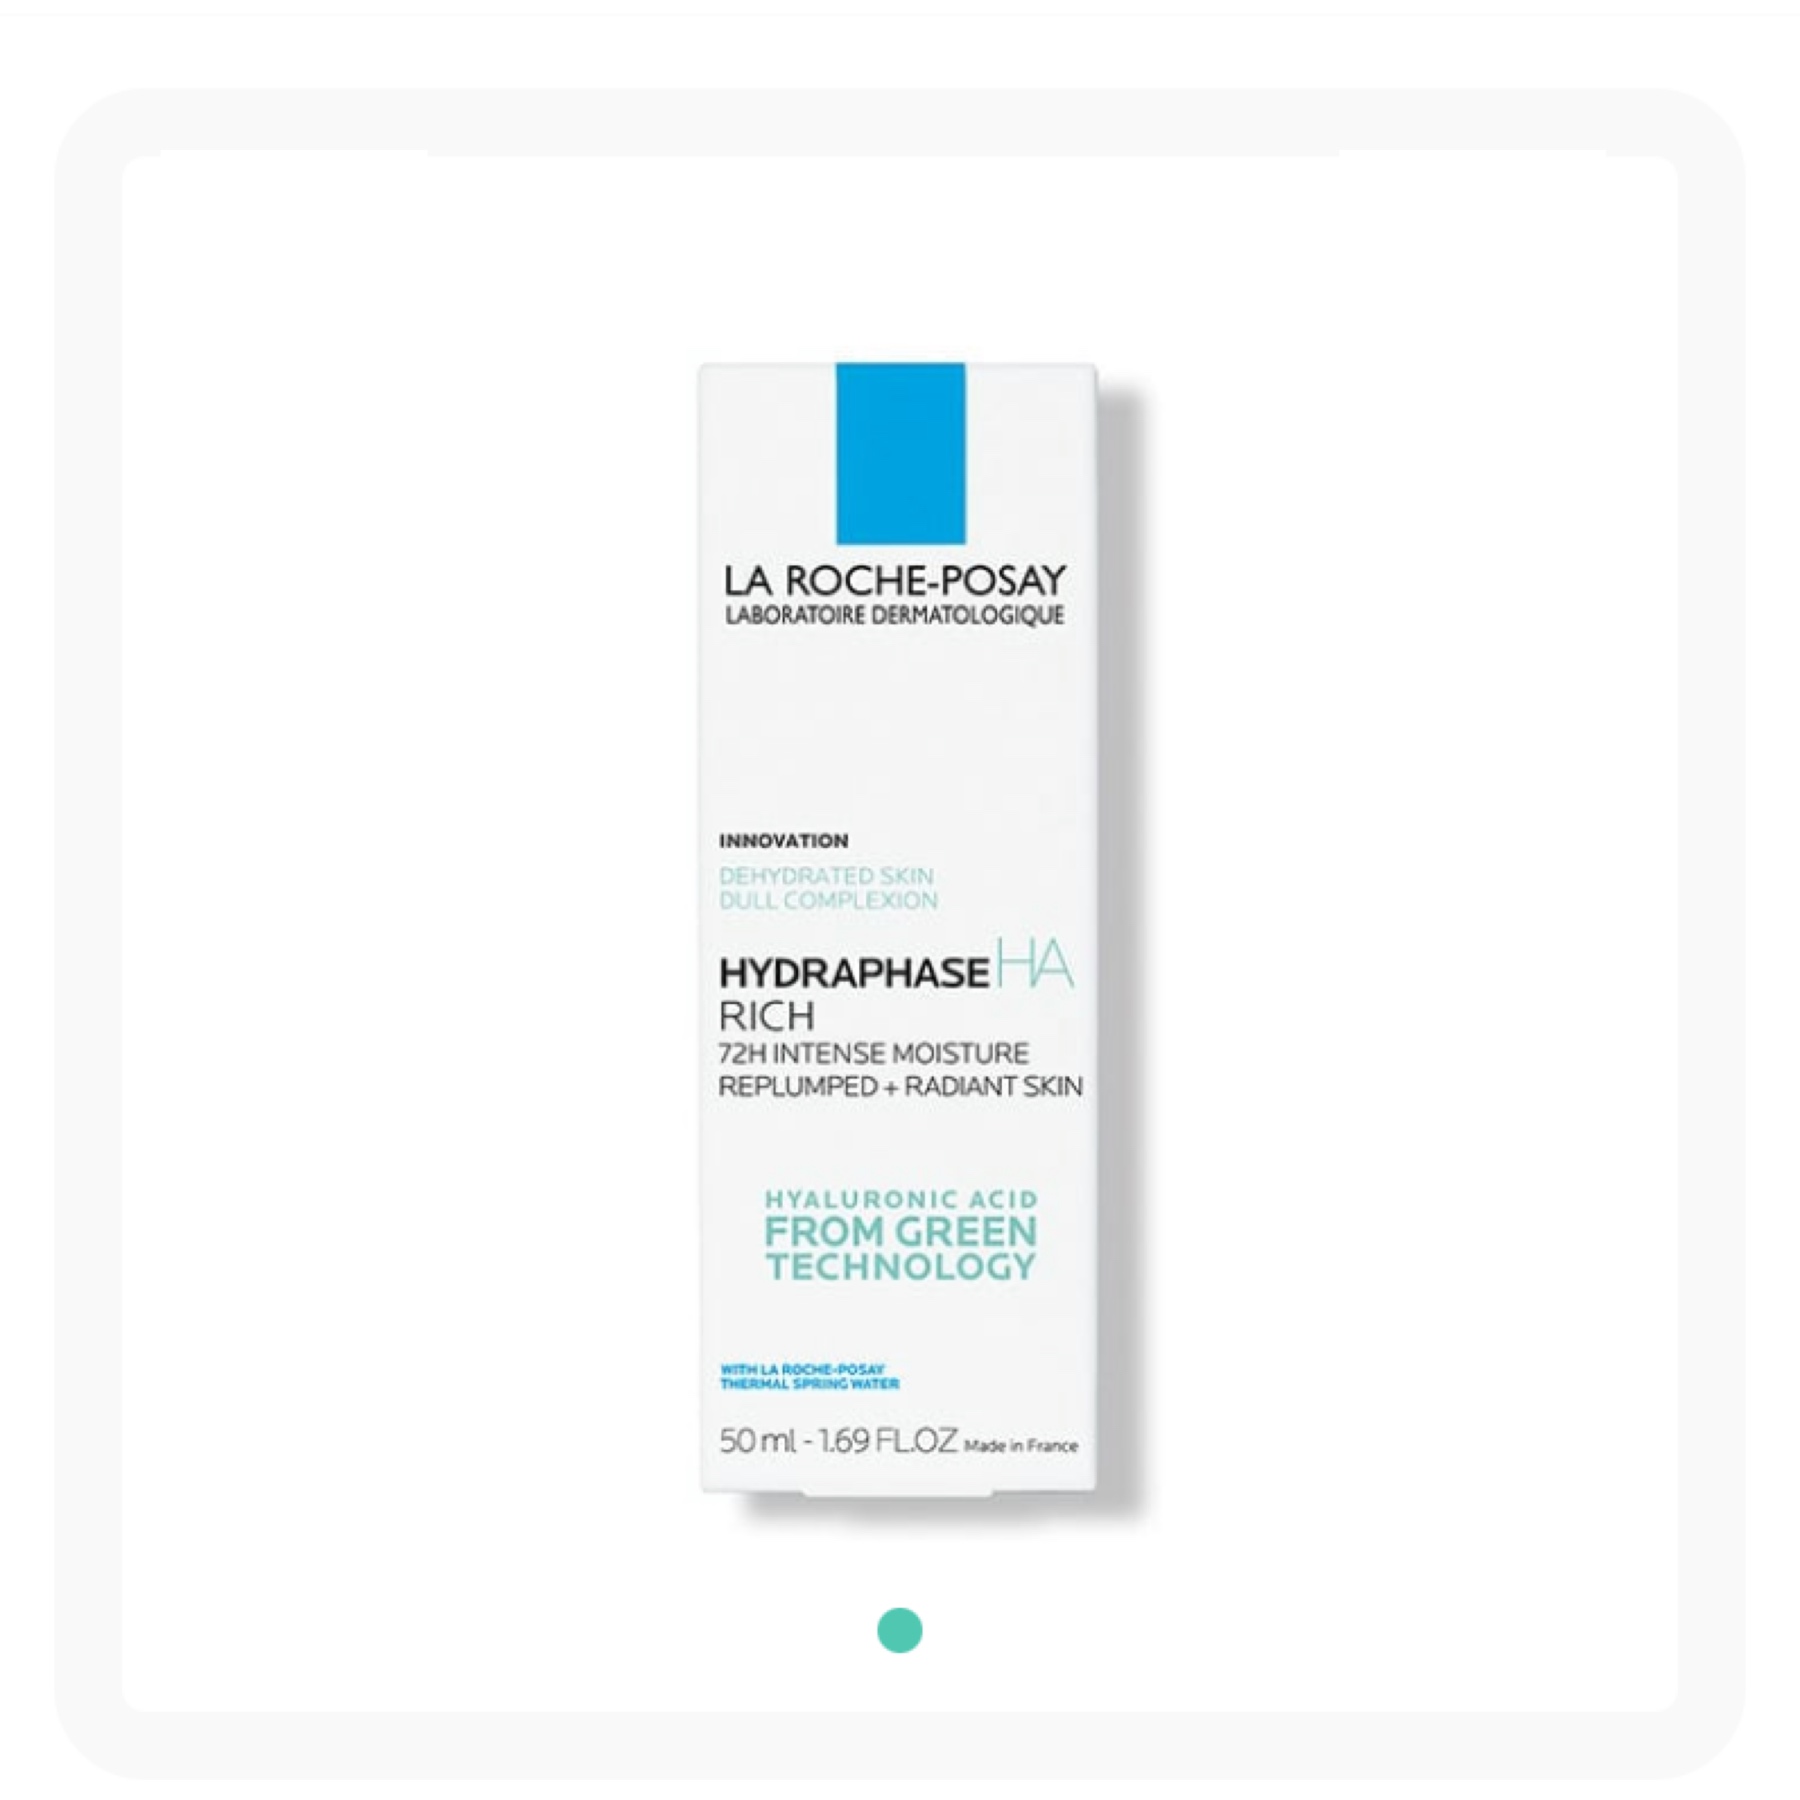 LA ROCHE-POSAY
LABORATOIRE DERMATOLOGIQUE
INNOVATION
DEHYDRATED SKIN
DULL COMPLEXION
HYDRAPHASE HA
RICH
72H INTENSE MOISTURE
REPLUMPED + RADIANT SKIN
HYALURONIC ACID
FROM GREEN
TECHNOLOGY
WITH LA ROCHE-POSAY
THERMAL SPRING WATER
50 ml - 1.69 FL.OZ Made in France